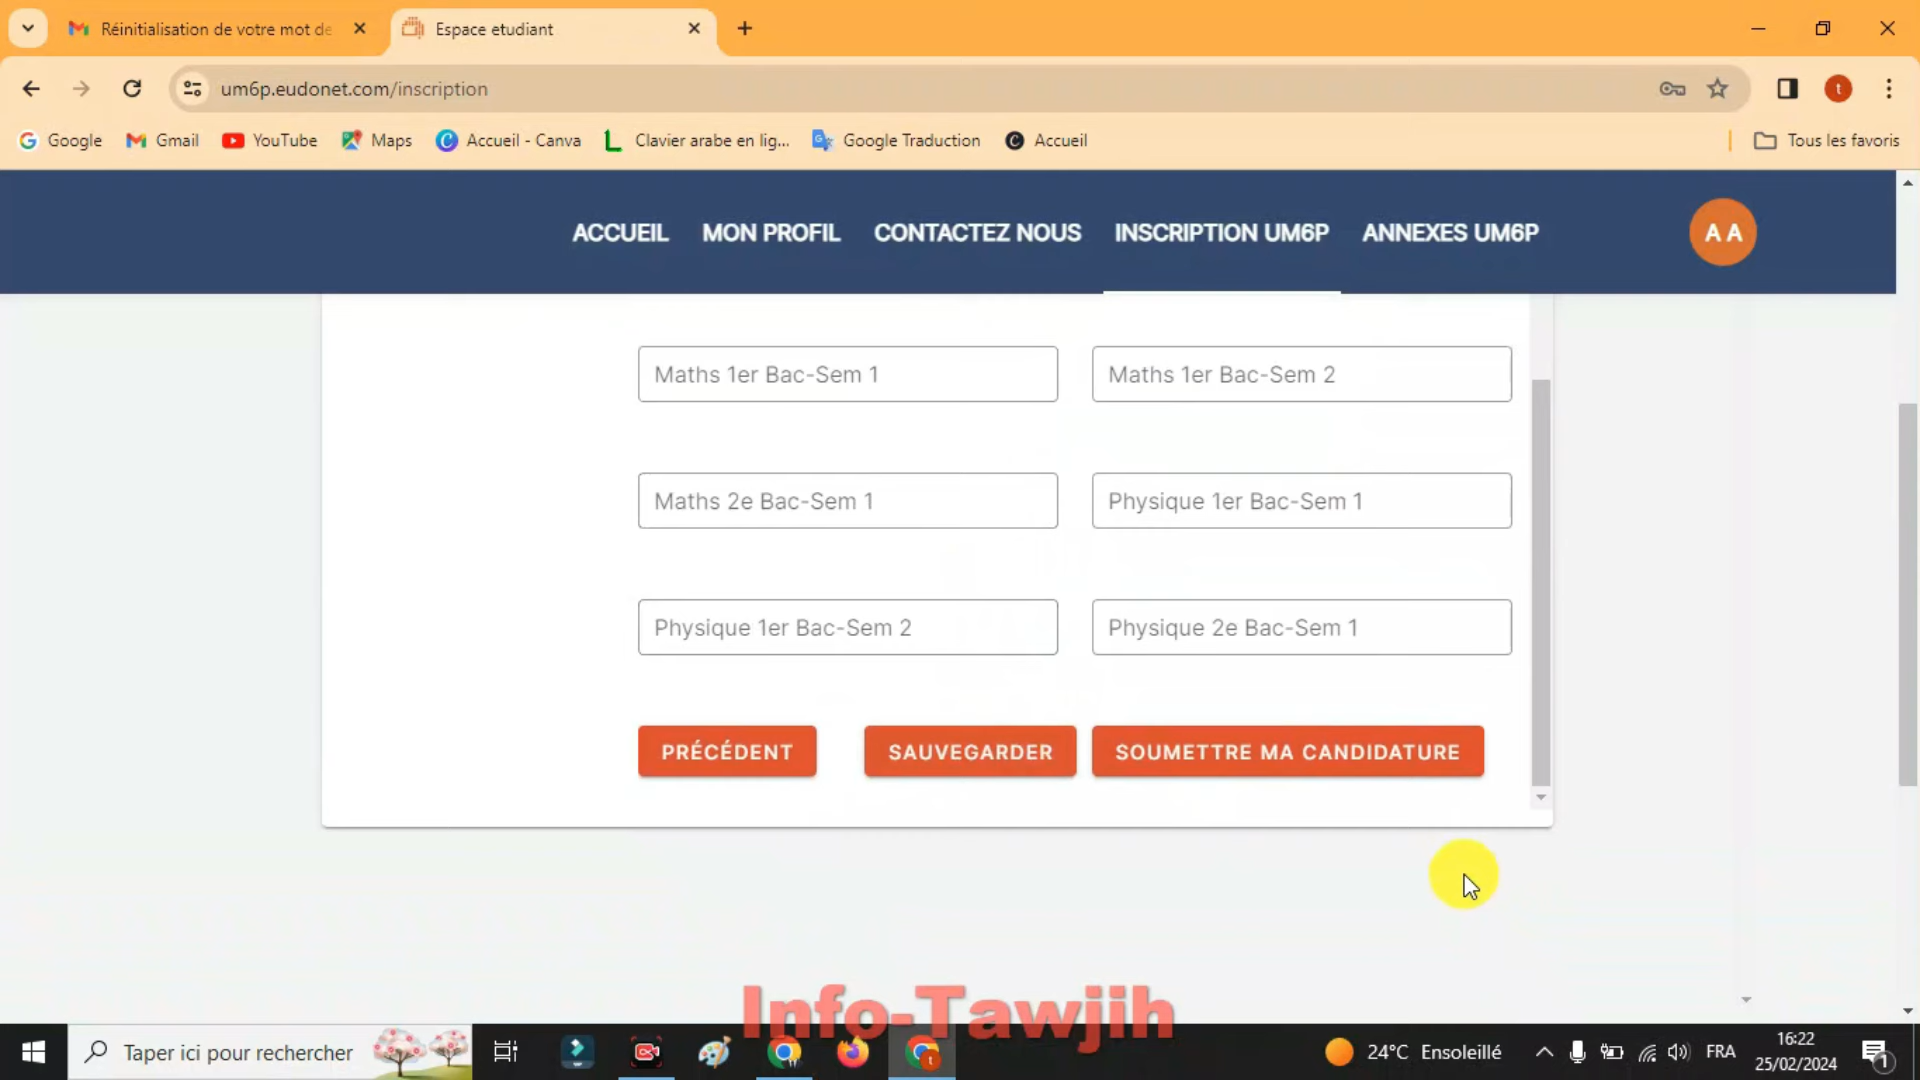 Réinitialisation de votre mot de
Espace etudiant
um6p.eudonet.com/inscription
t
Google
Gmail
YouTube
Maps
Accueil - Canva
Clavier arabe en lig...
Google Traduction
Accueil
Tous les favoris
ACCUEIL
MON PROFIL
CONTACTEZ NOUS
INSCRIPTION UM6P
ANNEXES UM6P
A A
Maths 1er Bac-Sem 1
Maths 1er Bac-Sem 2
Maths 2e Bac-Sem 1
Physique 1er Bac-Sem 1
Physique 1er Bac-Sem 2
Physique 2e Bac-Sem 1
PRÉCÉDENT
SAUVEGARDER
SOUMETTRE MA CANDIDATURE
Info-Tawjih
Taper ici pour rechercher
t
24°C Ensoleillé
FRA
16:22
25/02/2024
1